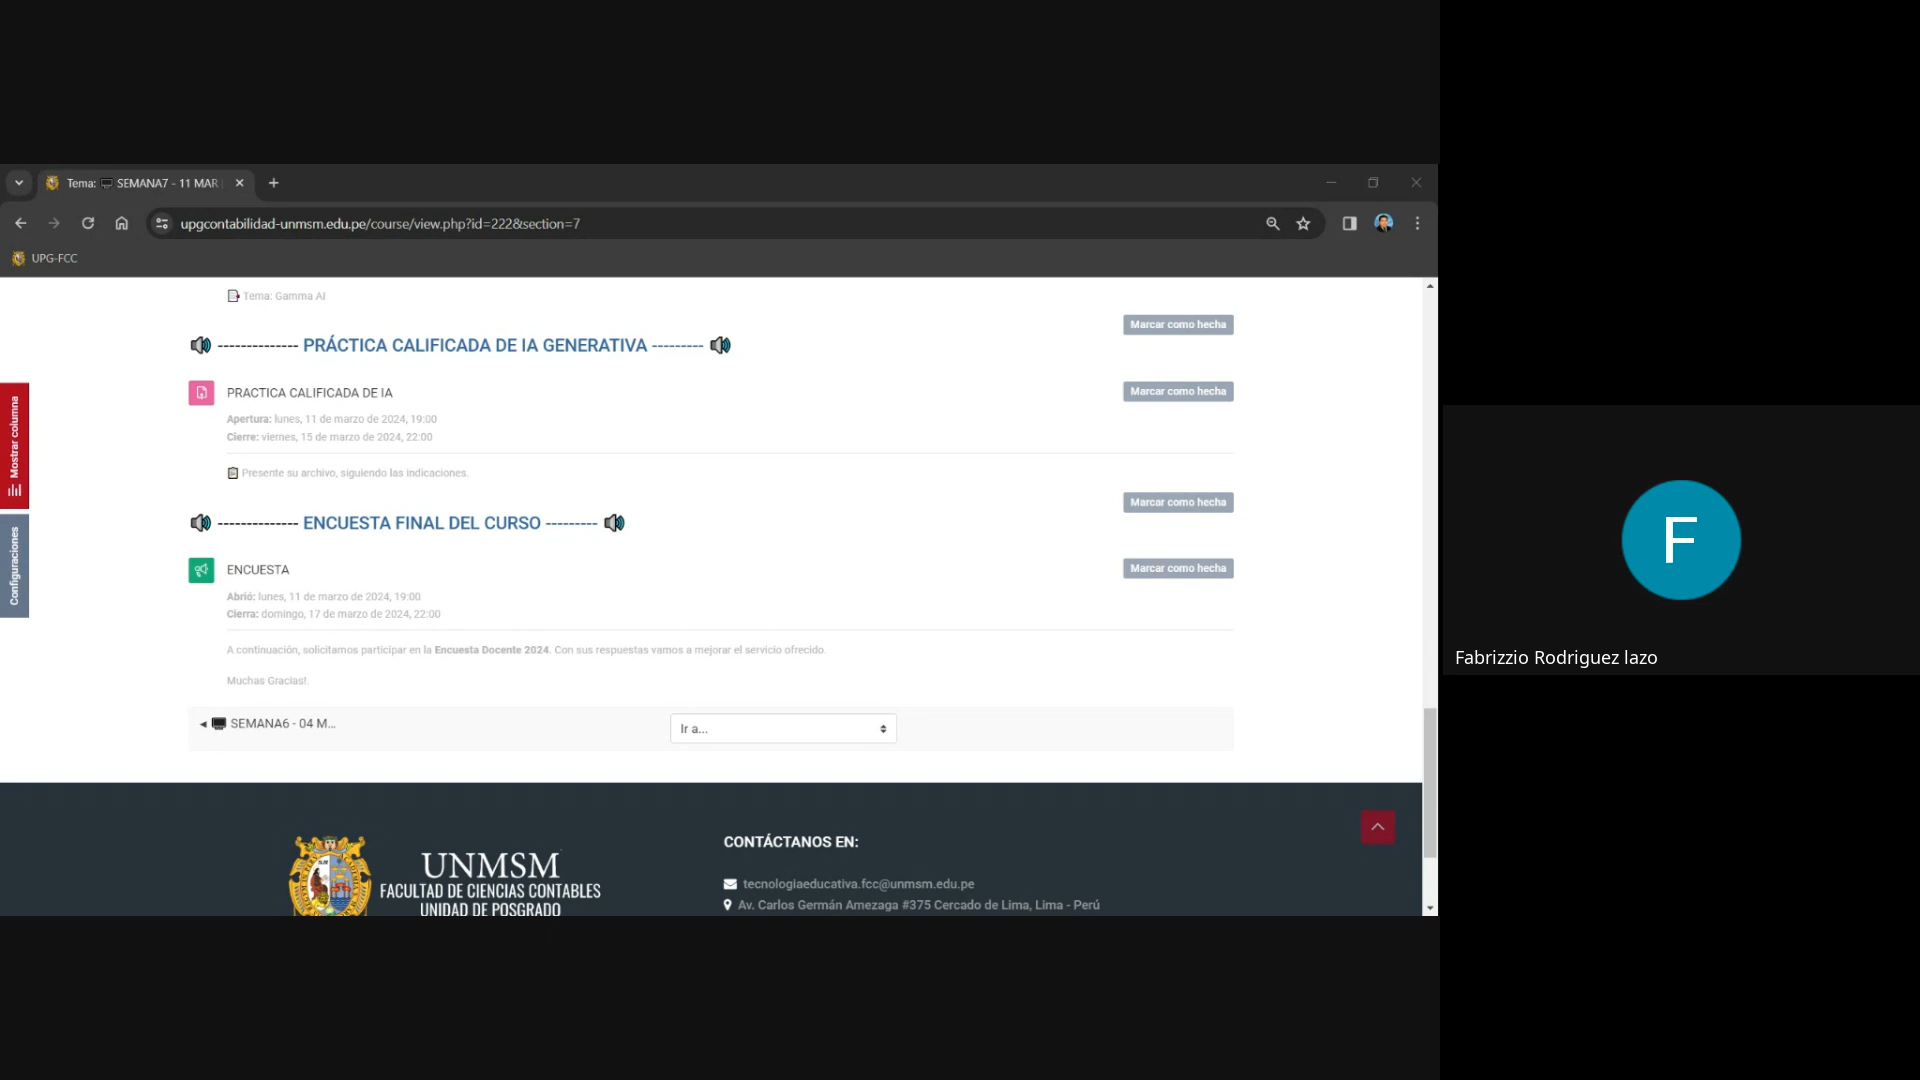 Tema: SEMANA7 - 11 MAR
upgcontabilidad-unmsm.edu.pe/course/view.php?id=222&section=7
UPG-FCC
Tema: Gamma AI
Marcar como hecha
-------------- PRÁCTICA CALIFICADA DE IA GENERATIVA ---------
PRACTICA CALIFICADA DE IA
Marcar como hecha
Apertura: lunes, 11 de marzo de 2024, 19:00
Cierre: viernes, 15 de marzo de 2024, 22:00
Mostrar columna
Presente su archivo, siguiendo las indicaciones.
Marcar como hecha
-------------- ENCUESTA FINAL DEL CURSO ---------
Configuraciones
ENCUESTA
Marcar como hecha
Abrió: lunes, 11 de marzo de 2024, 19:00
Cierra: domingo, 17 de marzo de 2024, 22:00
A continuación, solicitamos participar en la Encuesta Docente 2024. Con sus respuestas vamos a mejorar el servicio ofrecido.
Muchas Gracias!.
◄ SEMANA6 - 04 M...
Ir a...
UNMSM
FACULTAD DE CIENCIAS CONTABLES
UNIDAD DE POSGRADO
CONTÁCTANOS EN:
tecnologiaeducativa.fcc@unmsm.edu.pe
Av. Carlos Germán Amezaga #375 Cercado de Lima, Lima - Perú
F
Fabrizzio Rodriguez lazo